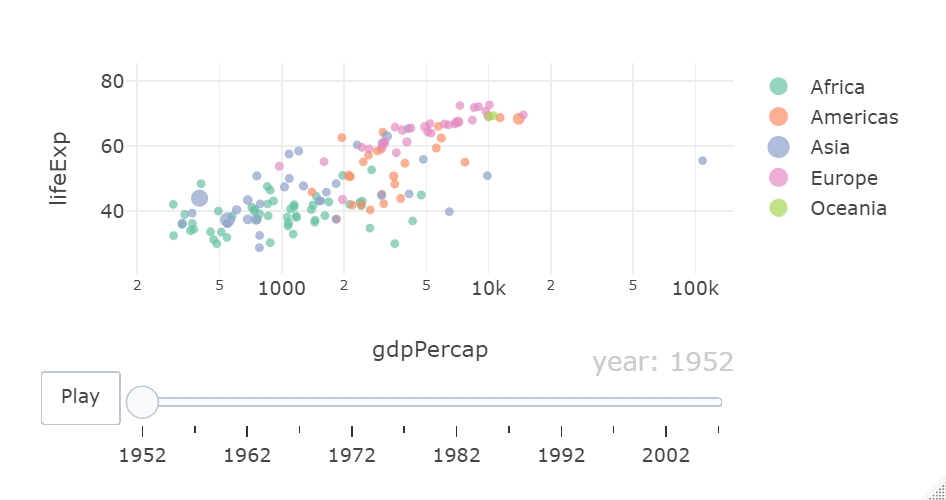 80
60
40
lifeExp
2 5 1000 2 5 10k 2 5 100k
gdpPercap
Africa
Americas
Asia
Europe
Oceania
year: 1952
Play
1952 1962 1972 1982 1992 2002